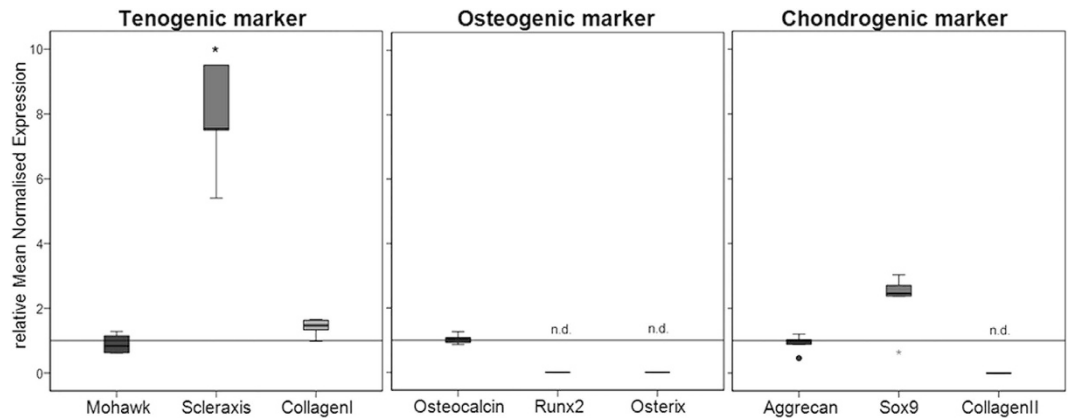 Tenogenic marker
Osteogenic marker
Chondrogenic marker
relative Mean Normalised Expression
10
8
6
4
2
0
*
n.d.
n.d.
n.d.
*
Mohawk
Scleraxis
CollagenI
Osteocalcin
Runx2
Osterix
Aggrecan
Sox9
CollagenII